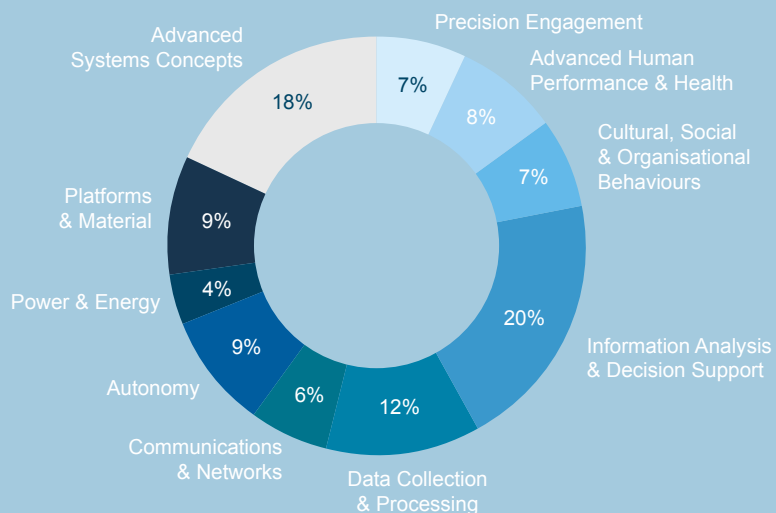 Precision Engagement
7%
Advanced Human
Performance & Health
8%
Cultural, Social
& Organisational
Behaviours
7%
Information Analysis
& Decision Support
20%
Data Collection
& Processing
12%
Communications
& Networks
6%
Autonomy
9%
Power & Energy
4%
Platforms
& Material
9%
Advanced
Systems Concepts
18%